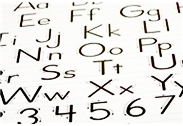 Ee Ff Gg
Jj Kk L
Nn Oo Pp
Ss Tt U
Ww Xx Y
3 4 5 6 7